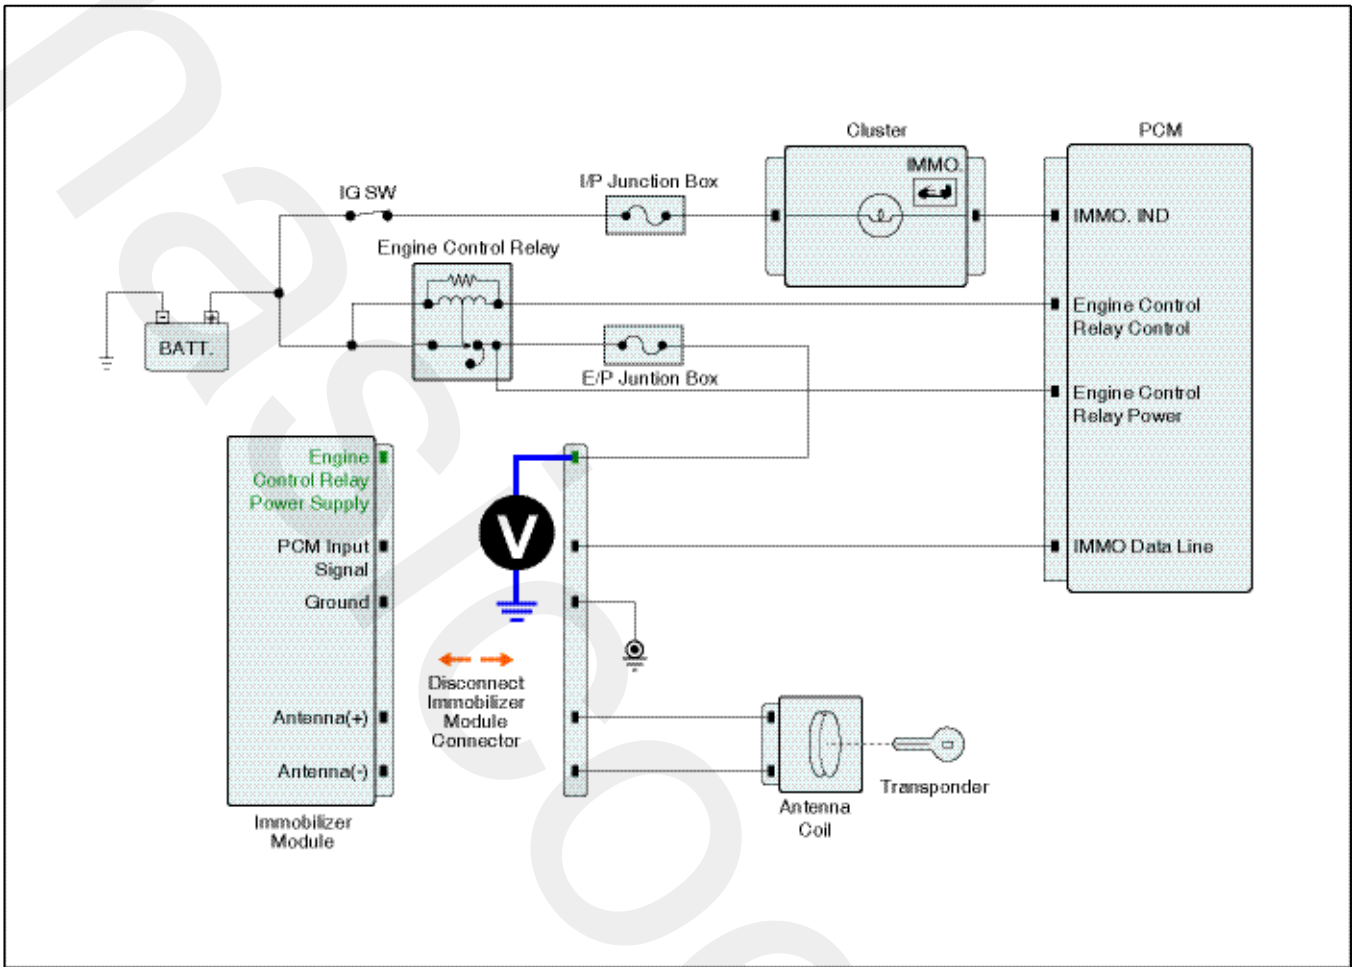 Cluster
PCM
IMMO.
IG SW
I/P Junction Box
IMMO. IND
Engine Control Relay
Engine Control
Relay Control
BATT.
E/P Juntion Box
Engine Control
Relay Power
Engine
Control Relay
Power Supply
V
PCM Input
Signal
IMMO Data Line
Ground
Disconnect
Immobilizer
Module
Connector
Antenna(+)
Antenna(-)
Transponder
Antenna
Coil
Immobilizer
Module